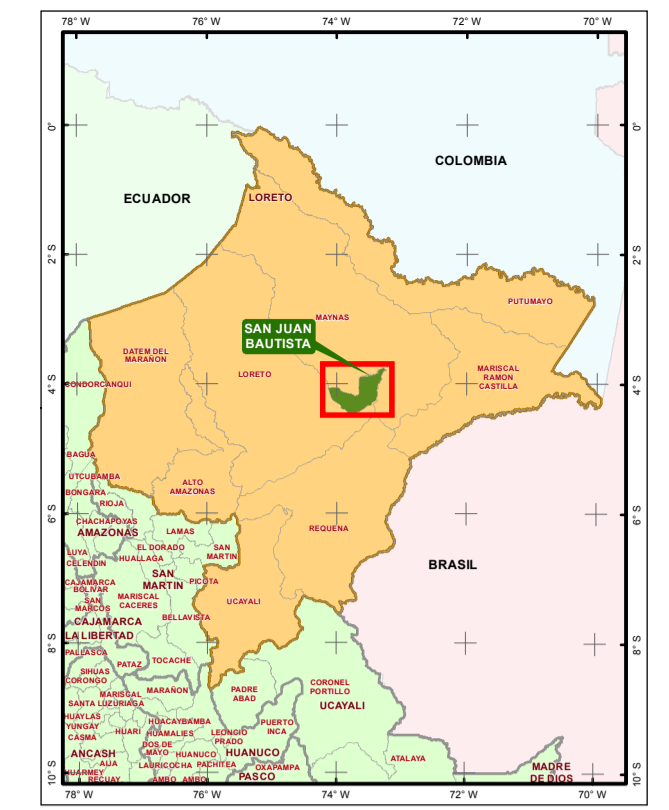 78° W 76° W 74° W 72° W 70° W
0° 0°
COLOMBIA
ECUADOR
LORETO
2° S 2° S
PUTUMAYO
MAYNAS
SAN JUAN
BAUTISTA
DATEM DEL
MARAÑON
LORETO
MARISCAL
RAMON
CASTILLA
4° S 4° S
CONDORCANQUI
BAGUA
UTCUBAMBA
BONGARA
RIOJA
ALTO
AMAZONAS
6° S 6° S
CHACHAPOYAS
AMAZONAS
LAMAS
REQUENA
EL DORADO
SAN
MARTIN
LUYA
CELENDIN
HUALLAGA
BRASIL
SAN
MARTIN
PICOTA
CAJAMARCA
BOLIVAR
SAN
MARCOS
MARISCAL
CACERES
UCAYALI
CAJAMARCA
BELLAVISTA
LA LIBERTAD
8° S 8° S
PALLASCA
PATAZ
TOCACHE
SIHUAS
CORONGO
MARISCAL
LUZURIAGA
MARAÑON
PADRE
ABAD
CORONEL
PORTILLO
SANTA
UCAYALI
HUAYLAS
YUNGAY
HUACAYBAMBA
PUERTO
INCA
CASMA
HUARI
HUAMALIES
LEONCIO
PRADO
DOS DE
MAYO
HUANUCO
HUANUCO
ANCASH
ATALAYA
AIJA
LAURICOCHA
PACHITEA
OXAPAMPA
MADRE
DE DIOS
HUARMEY
RECUAY
AMBO
AMBO
PASCO
10° S 10° S
78° W 76° W 74° W 72° W 70° W